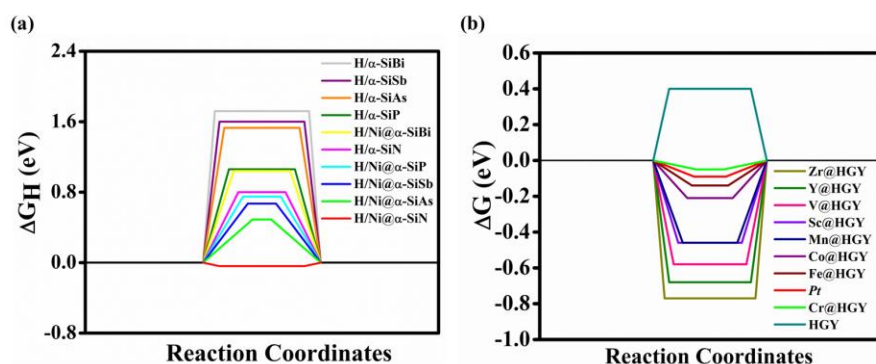 (a)
ΔG_H (eV)
2.4
1.6
0.8
0.0
-0.8
H/α-SiBi
H/α-SiSb
H/α-SiAs
H/α-SiP
H/Ni@α-SiBi
H/α-SiN
H/Ni@α-SiP
H/Ni@α-SiSb
H/Ni@α-SiAs
H/Ni@α-SiN
Reaction Coordinates
(b)
ΔG (eV)
0.6
0.4
0.2
0.0
-0.2
-0.4
-0.6
-0.8
-1.0
Zr@HGY
Y@HGY
V@HGY
Sc@HGY
Mn@HGY
Co@HGY
Fe@HGY
Pt
Cr@HGY
HGY
Reaction Coordinates